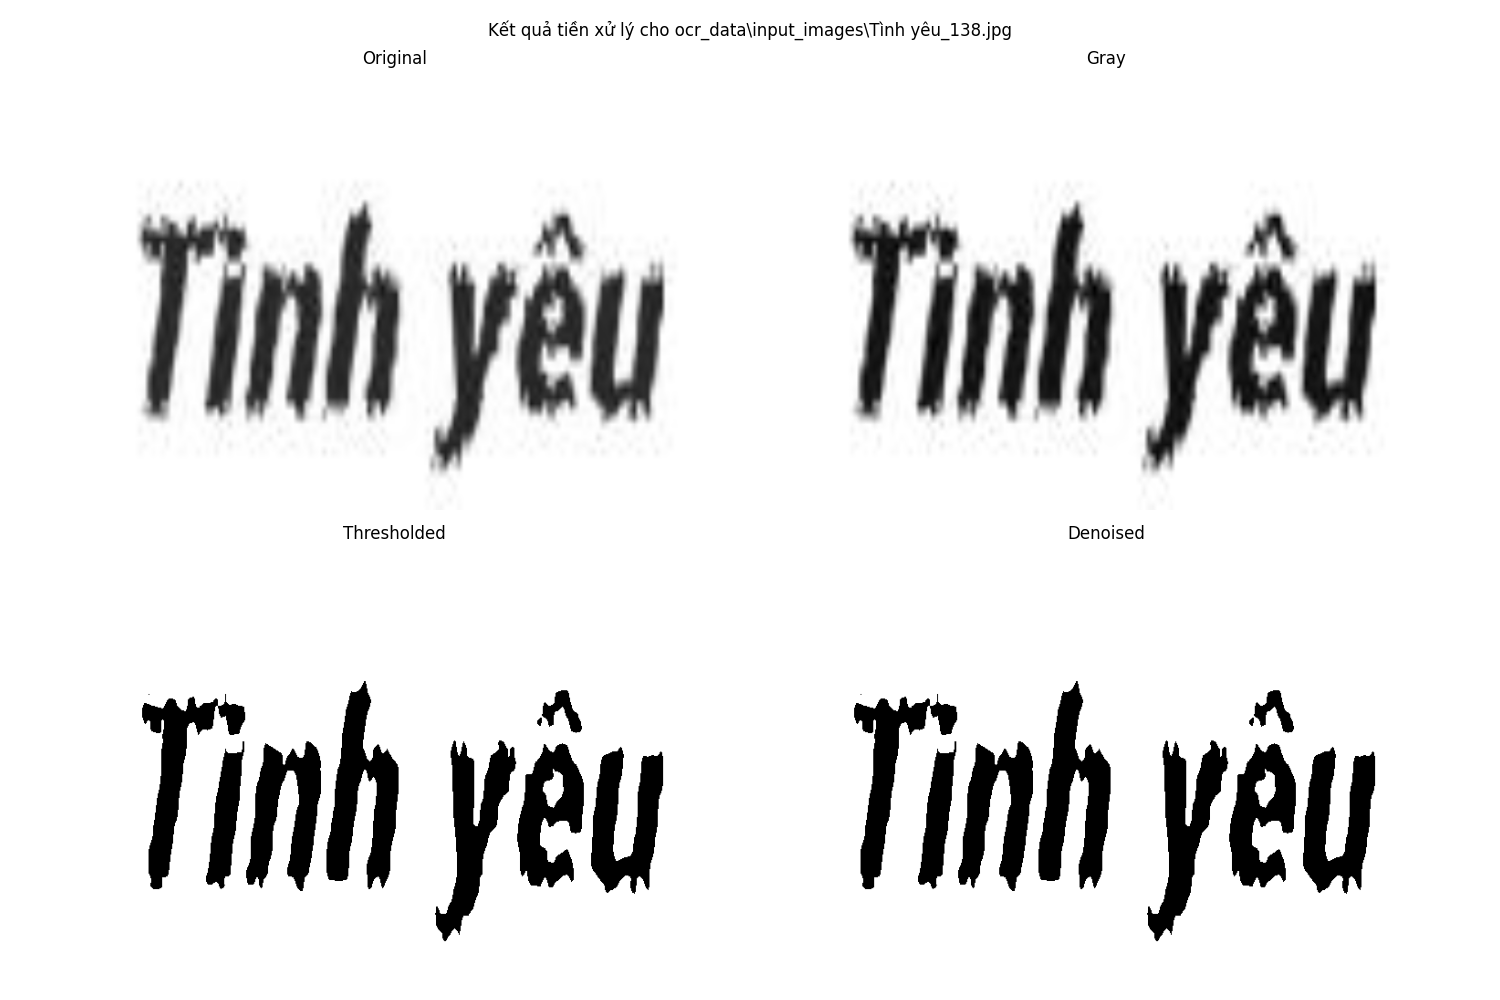 Kết quả tiền xử lý cho ocr_data\input_images\Tình yêu_138.jpg
Original
Gray
Tình yêu
Tình yêu
Thresholded
Denoised
Tình yêu
Tình yêu